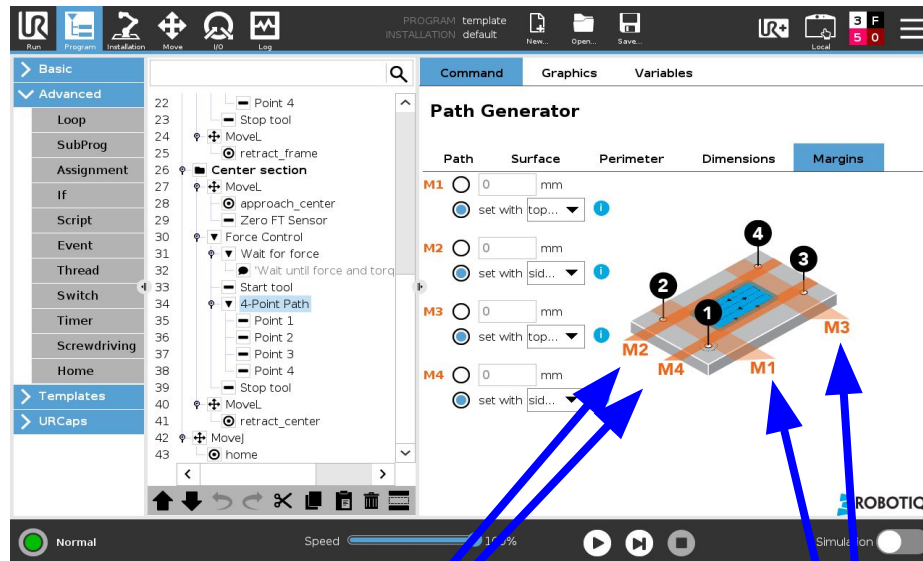 PROGRAM template
INSTALLATION default
Run Program Installation Move I/O Log New... Open... Save... Local
UR+
3 F
5 0
Basic
Advanced
Loop
SubProg
Assignment
If
Script
Event
Thread
Switch
Timer
Screwdriving
Home
Templates
URCaps
22 Point 4
23 Stop tool
24 MoveL
25 retract_frame
26 Center section
27 MoveL
28 approach_center
29 Zero FT Sensor
30 Force Control
31 Wait for force
32 'Wait until force and torq
33 Start tool
34 4-Point Path
35 Point 1
36 Point 2
37 Point 3
38 Point 4
39 Stop tool
40 MoveL
41 retract_center
42 MoveJ
43 home
Command Graphics Variables
Path Generator
Path Surface Perimeter Dimensions Margins
M1 0 mm
set with top... i
M2 0 mm
set with sid... i
M3 0 mm
set with top... i
M4 0 mm
set with sid...
4
3
2
1
M3
M2
M4 M1
ROBOTIQ
Normal
Speed 100%
Simulation